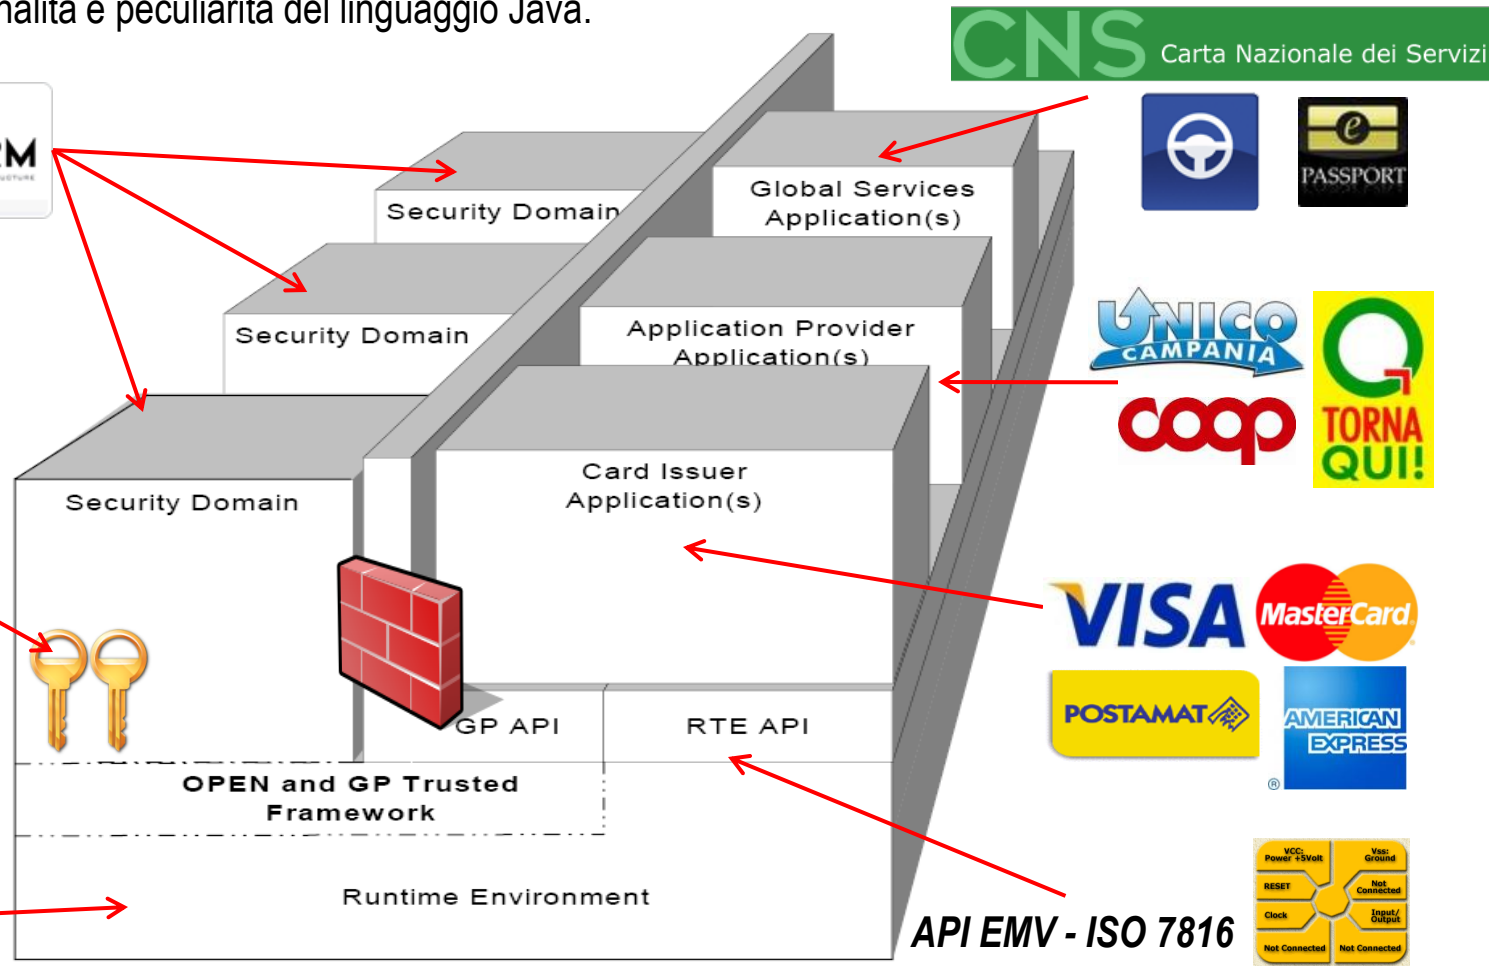 nalità e peculiarità del linguaggio Java.
CNS Carta Nazionale dei Servizi
e
PASSPORT
Security Domain
Global Services
Application(s)
Security Domain
Application Provider
Application(s)
UNICO
CAMPANIA
coop
TORNA
QUI!
Security Domain
Card Issuer
Application(s)
VISA
MasterCard
POSTAMAT
AMERICAN
EXPRESS
®
GP API
RTE API
OPEN and GP Trusted
Framework
Runtime Environment
API EMV - ISO 7816
VCC:
Power +5Volt
Vss:
Ground
RESET
Not
Connected
Clock
Input/
Output
Not Connected
Not Connected